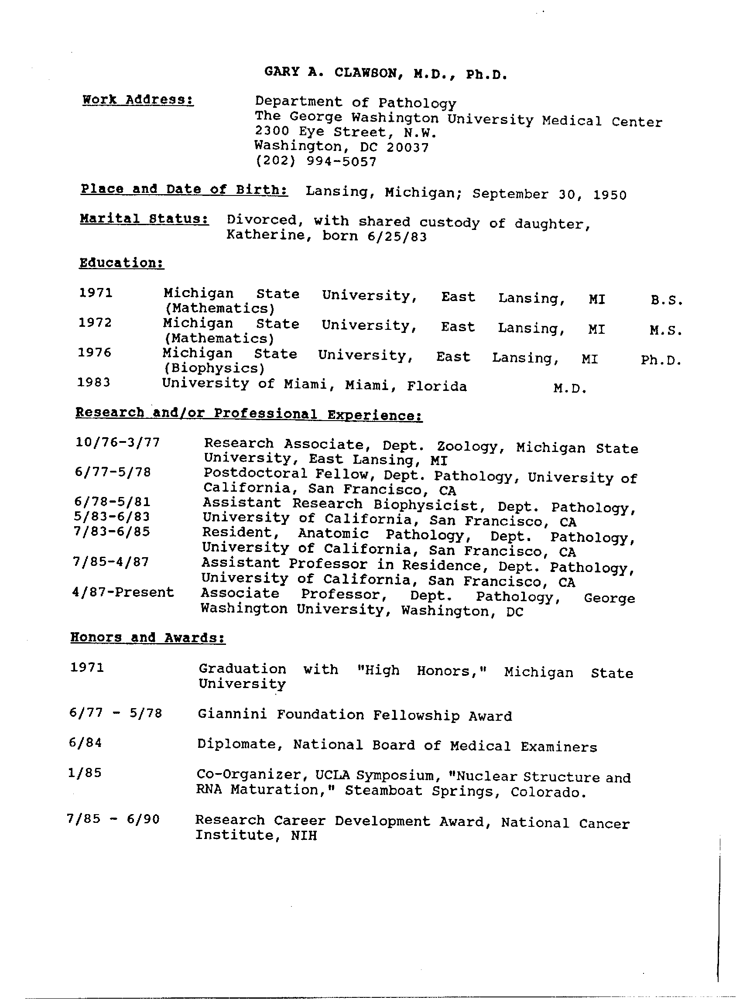 GARY A. CLAWSON, M.D., Ph.D.
Work Address: Department of Pathology
The George Washington University Medical Center
2300 Eye Street, N.W.
Washington, DC 20037
(202) 994-5057
Place and Date of Birth: Lansing, Michigan; September 30, 1950
Marital Status: Divorced, with shared custody of daughter,
Katherine, born 6/25/83
Education:
1971 Michigan State University, East Lansing, MI B.S.
(Mathematics)
1972 Michigan State University, East Lansing, MI M.S.
(Mathematics)
1976 Michigan State University, East Lansing, MI Ph.D.
(Biophysics)
1983 University of Miami, Miami, Florida M.D.
Research and/or Professional Experience:
10/76-3/77 Research Associate, Dept. Zoology, Michigan State
University, East Lansing, MI
6/77-5/78 Postdoctoral Fellow, Dept. Pathology, University of
California, San Francisco, CA
6/78-5/81 Assistant Research Biophysicist, Dept. Pathology,
5/83-6/83 University of California, San Francisco, CA
7/83-6/85 Resident, Anatomic Pathology, Dept. Pathology,
University of California, San Francisco, CA
7/85-4/87 Assistant Professor in Residence, Dept. Pathology,
University of California, San Francisco, CA
4/87-Present Associate Professor, Dept. Pathology, George
Washington University, Washington, DC
Honors and Awards:
1971 Graduation with "High Honors," Michigan State
University
6/77 - 5/78 Giannini Foundation Fellowship Award
6/84 Diplomate, National Board of Medical Examiners
1/85 Co-Organizer, UCLA Symposium, "Nuclear Structure and
RNA Maturation," Steamboat Springs, Colorado.
7/85 - 6/90 Research Career Development Award, National Cancer
Institute, NIH